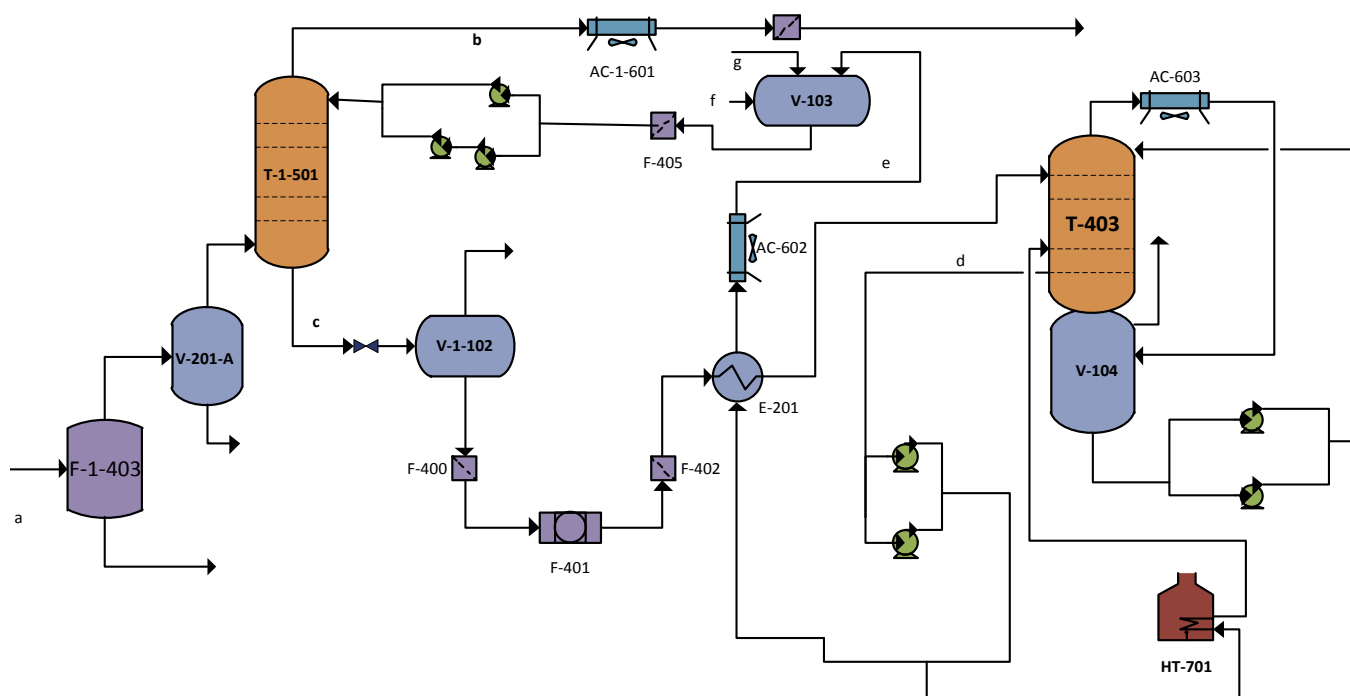 b
AC-1-601
g
f
V-103
AC-603
F-405
T-1-501
e
T-403
AC-602
d
c
V-1-102
V-201-A
V-104
E-201
F-1-403
F-400
F-402
a
F-401
HT-701